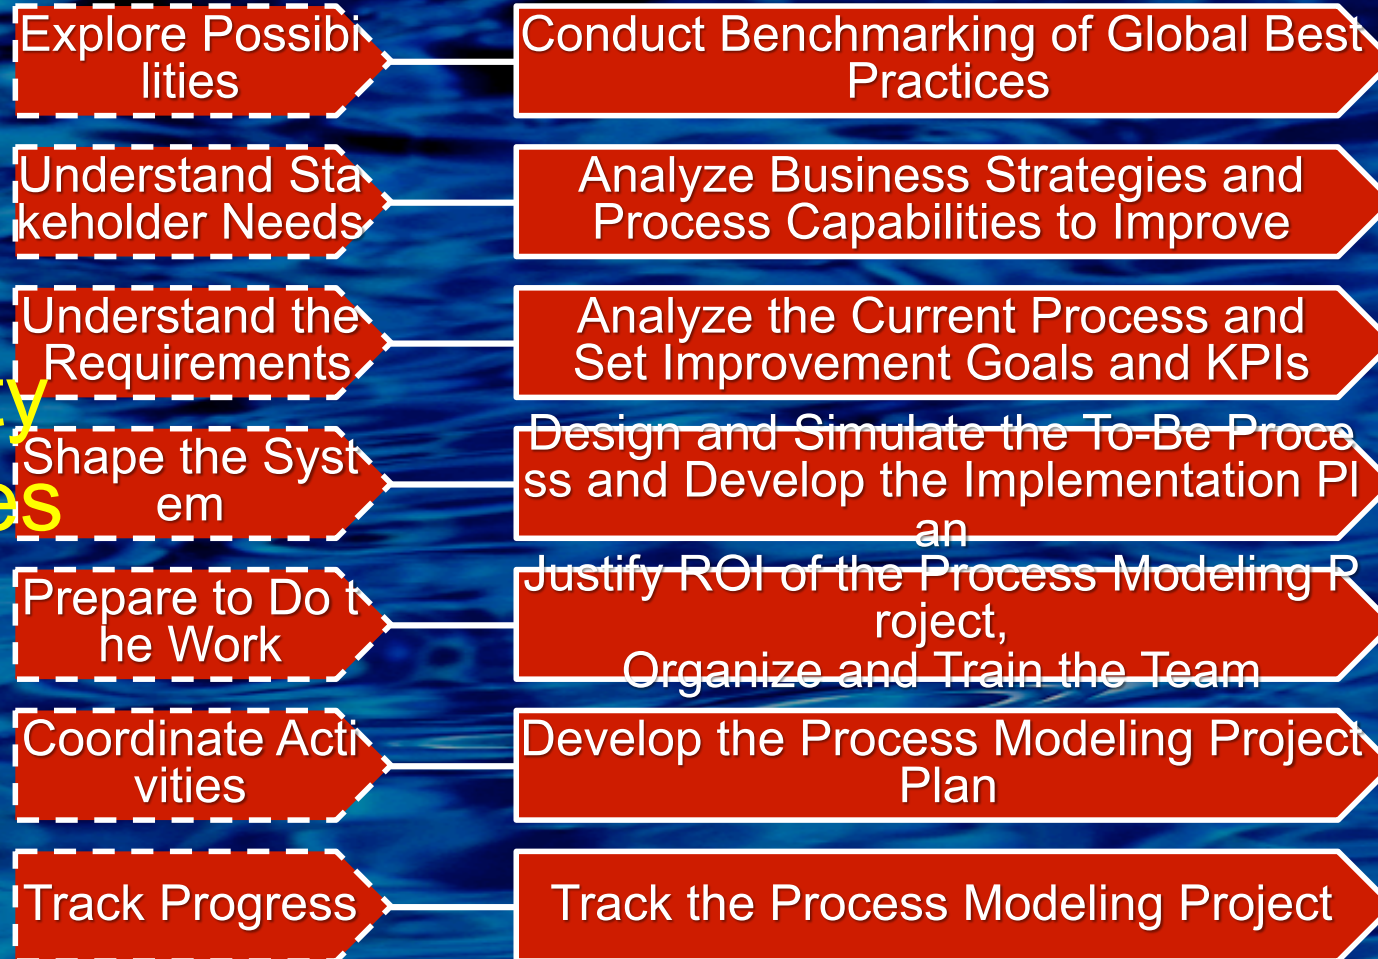 Explore Possibi
lities
Conduct Benchmarking of Global Best
Practices
Understand Sta
keholder Needs
Analyze Business Strategies and
Process Capabilities to Improve
Understand the
Requirements
Analyze the Current Process and
Set Improvement Goals and KPIs
ty
es
Shape the Syst
em
Design and Simulate the To-Be Proce
ss and Develop the Implementation Pl
an
Prepare to Do t
he Work
Justify ROI of the Process Modeling P
roject,
Organize and Train the Team
Coordinate Acti
vities
Develop the Process Modeling Project
Plan
Track Progress
Track the Process Modeling Project